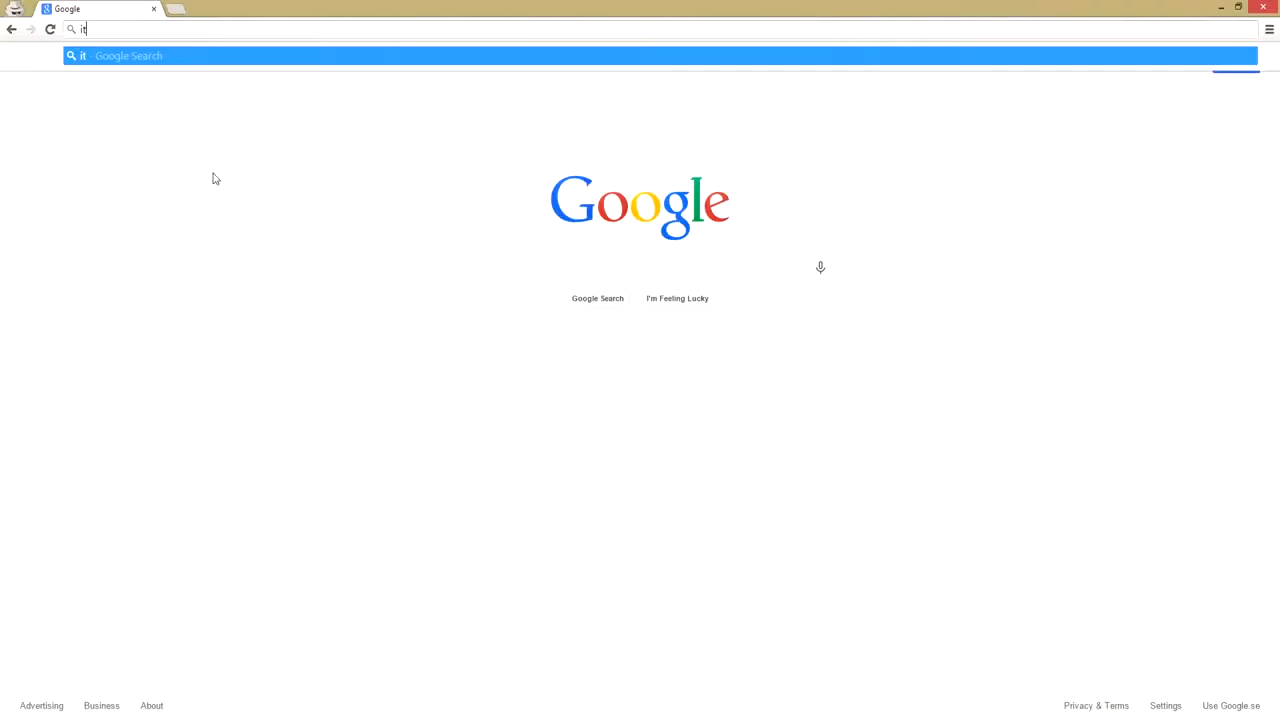 Google
it
it - Google Search
Google
Google Search
I'm Feeling Lucky
Advertising
Business
About
Privacy & Terms
Settings
Use Google.se